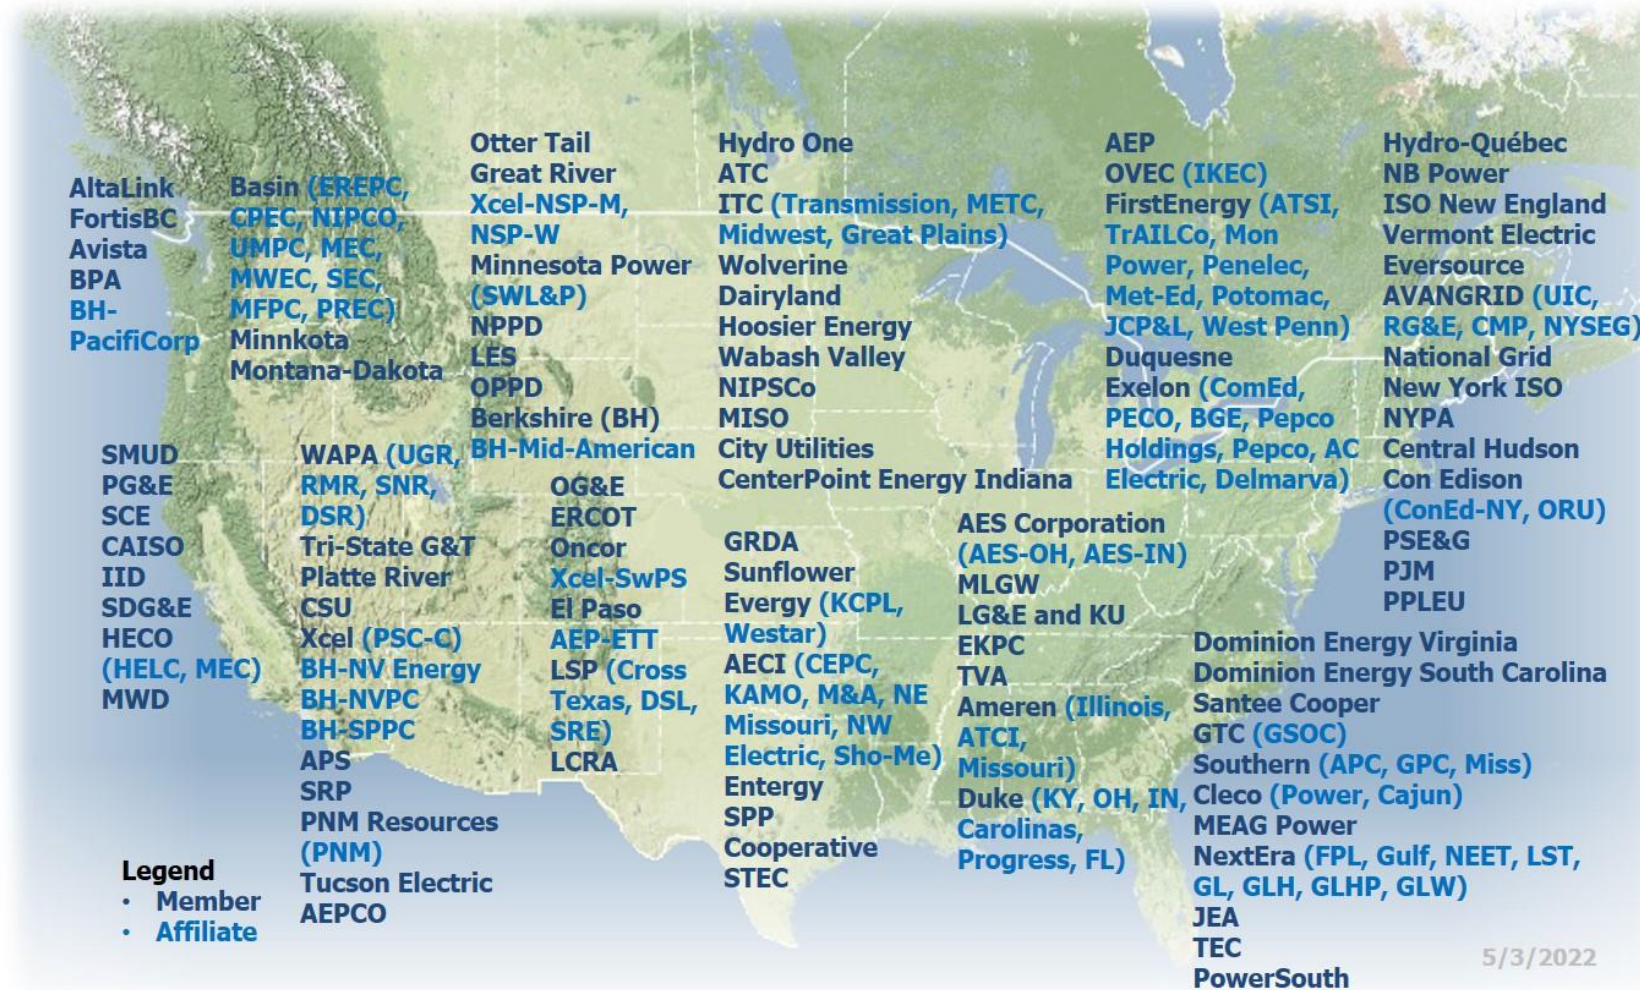 AltaLink
FortisBC
Avista
BPA
BH-
PacifiCorp
Basin (EREPC,
CPEC, NIPCO,
UMPC, MEC,
MWEC, SEC,
MFPC, PREC)
Minnkota
Montana-Dakota
Otter Tail
Great River
Xcel-NSP-M,
NSP-W
Minnesota Power
(SWL&P)
NPPD
LES
OPPD
Berkshire (BH)
BH-Mid-American
Hydro One
ATC
ITC (Transmission, METC,
Midwest, Great Plains)
Wolverine
Dairyland
Hoosier Energy
Wabash Valley
NIPSCo
MISO
City Utilities
CenterPoint Energy Indiana
AEP
OVEC (IKEC)
FirstEnergy (ATSI,
TrAILCo, Mon
Power, Penelec,
Met-Ed, Potomac,
JCP&L, West Penn)
Duquesne
Exelon (ComEd,
PECO, BGE, Pepco
Holdings, Pepco, AC
Electric, Delmarva)
Hydro-Québec
NB Power
ISO New England
Vermont Electric
Eversource
AVANGRID (UIC,
RG&E, CMP, NYSEG)
National Grid
New York ISO
NYPA
Central Hudson
Con Edison
(ConEd-NY, ORU)
PSE&G
PJM
PPLEU
SMUD
PG&E
SCE
CAISO
IID
SDG&E
HECO
(HELC, MEC)
MWD
WAPA (UGR,
RMR, SNR,
DSR)
Tri-State G&T
Platte River
CSU
Xcel (PSC-C)
BH-NV Energy
BH-NVPC
BH-SPPC
APS
SRP
PNM Resources
(PNM)
Tucson Electric
AEPCO
OG&E
ERCOT
Oncor
Xcel-SwPS
El Paso
AEP-ETT
LSP (Cross
Texas, DSL,
SRE)
LCRA
GRDA
Sunflower
Evergy (KCPL,
Westar)
AECI (CEPC,
KAMO, M&A, NE
Missouri, NW
Electric, Sho-Me)
Entergy
SPP
Cooperative
STEC
AES Corporation
(AES-OH, AES-IN)
MLGW
LG&E and KU
EKPC
TVA
Ameren (Illinois,
ATCI,
Missouri)
Duke (KY, OH, IN,
Carolinas,
Progress, FL)
Dominion Energy Virginia
Dominion Energy South Carolina
Santee Cooper
GTC (GSOC)
Southern (APC, GPC, Miss)
Cleco (Power, Cajun)
MEAG Power
NextEra (FPL, Gulf, NEET, LST,
GL, GLH, GLHP, GLW)
JEA
TEC
PowerSouth
Legend
• Member
• Affiliate
5/3/2022